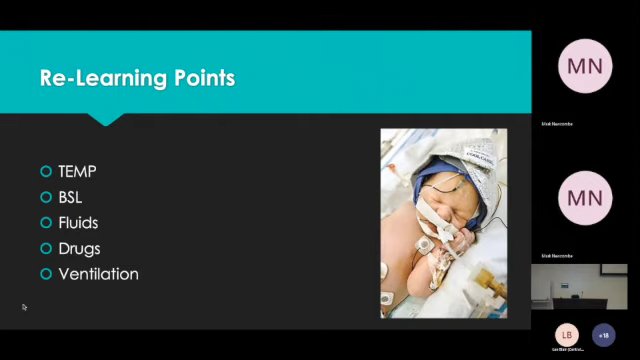 Re-Learning Points
TEMP
BSL
Fluids
Drugs
Ventilation
MN
MN
LB
+18